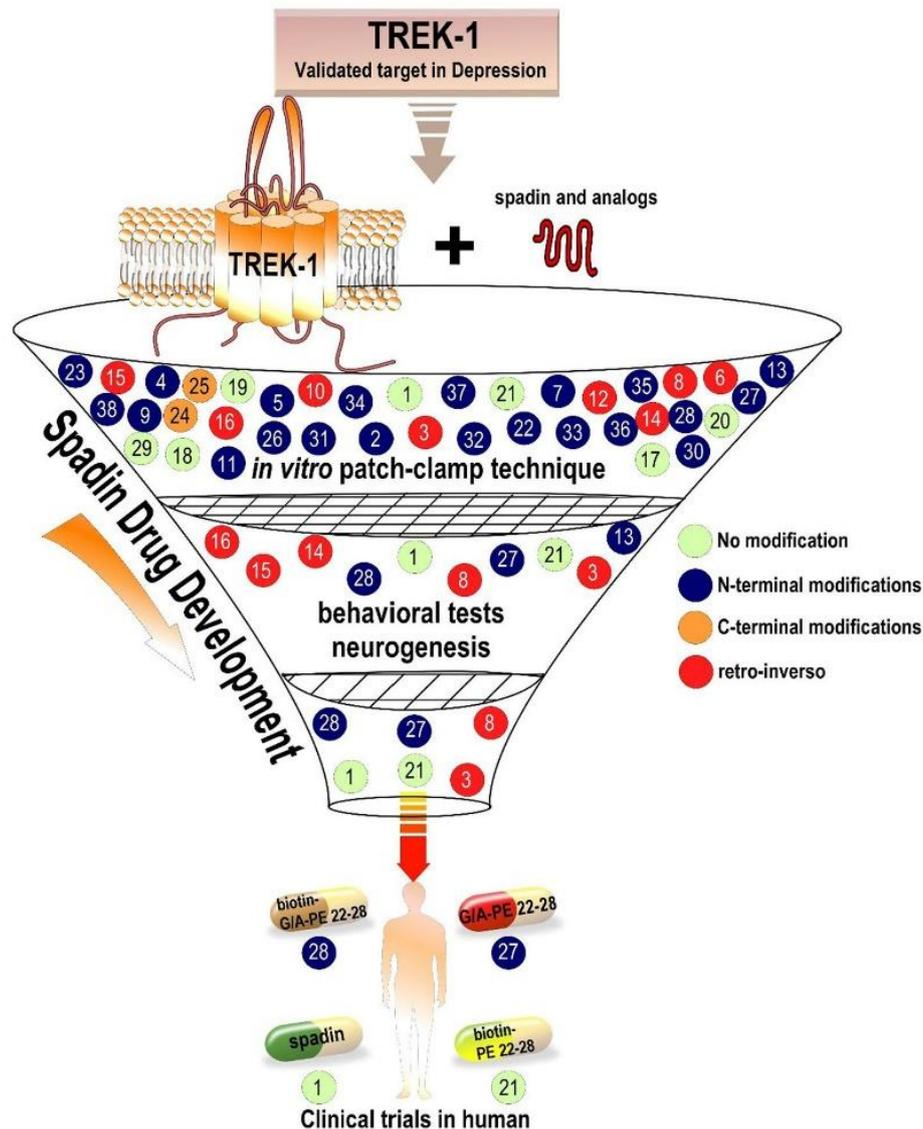 TREK-1
Validated target in Depression
spadin and analogs
TREK-1
23 15 4 25 19 5 10 34 1 37 21 7 12 35 8 6 27 13
38 9 24 16 26 31 2 3 32 22 33 36 14 28 20
29 18 11 17 30
in vitro patch-clamp technique
Spadin Drug Development
16 15 14 28 1 8 27 21 3 13
behavioral tests
neurogenesis
No modification
N-terminal modifications
C-terminal modifications
retro-inverso
28 27 8
1 21 3
biotin-
G/A-PE 22-28
28
G/A-PE 22-28
27
spadin
1
biotin-
PE 22-28
21
Clinical trials in human